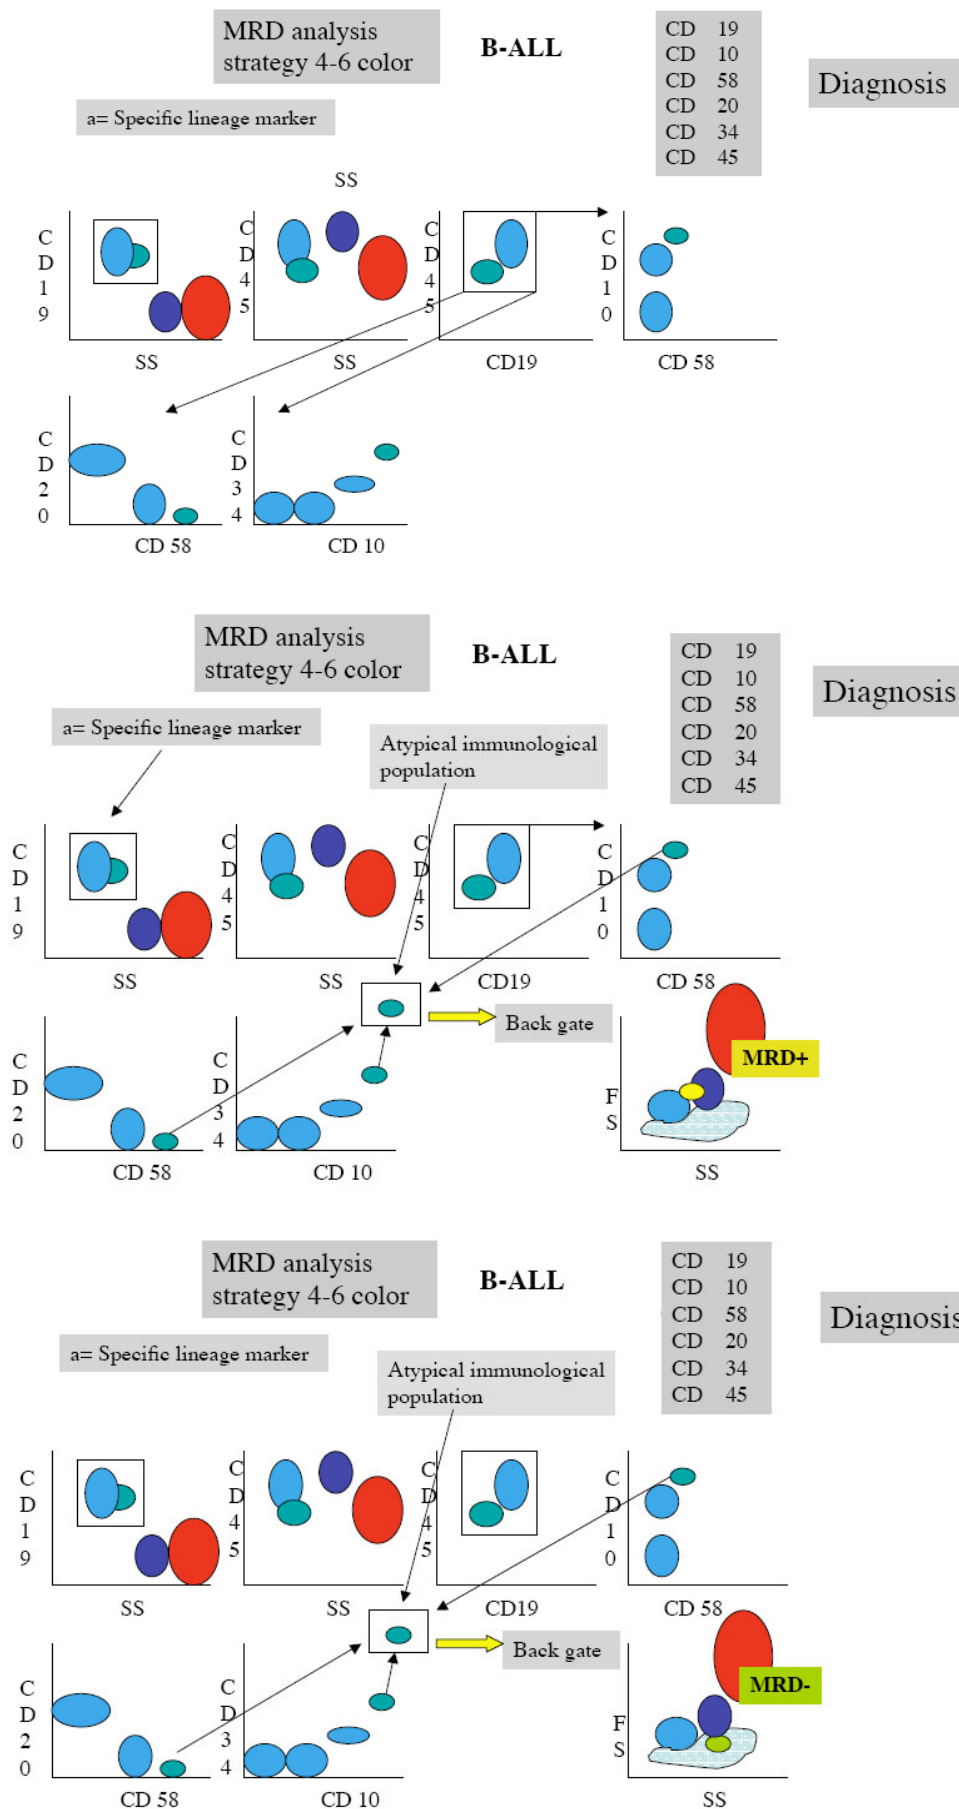 MRD analysis
strategy 4-6 color
B-ALL
CD 19
CD 10
CD 58
CD 20
CD 34
CD 45
Diagnosis
a= Specific lineage marker
SS
CD19
SS
CD45
SS
CD45
CD19
CD10
CD 58
CD20
CD 58
CD34
CD 10
MRD analysis
strategy 4-6 color
B-ALL
CD 19
CD 10
CD 58
CD 20
CD 34
CD 45
Diagnosis
a= Specific lineage marker
Atypical immunological
population
CD19
SS
CD45
SS
CD45
CD19
CD10
CD 58
Back gate
MRD+
CD20
CD 58
CD34
CD 10
FS
SS
MRD analysis
strategy 4-6 color
B-ALL
CD 19
CD 10
CD 58
CD 20
CD 34
CD 45
Diagnosis
a= Specific lineage marker
Atypical immunological
population
CD19
SS
CD45
SS
CD45
CD19
CD10
CD 58
Back gate
MRD-
CD20
CD 58
CD34
CD 10
FS
SS